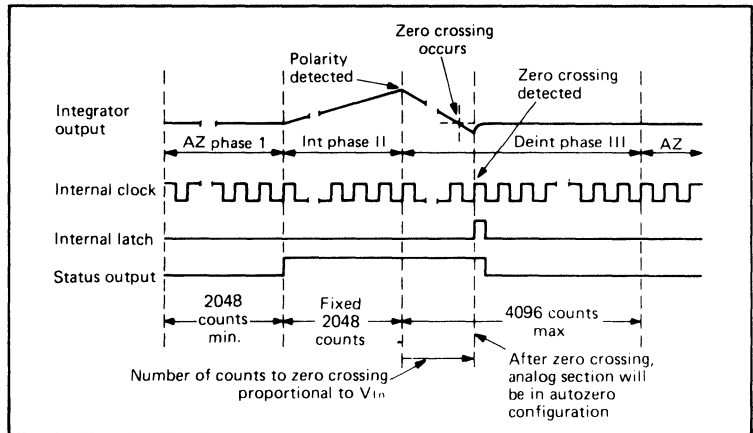 Zero crossing
occurs
Polarity
detected
Zero crossing
detected
Integrator
output
AZ phase 1
Int phase II
Deint phase III
AZ
Internal clock
Internal latch
Status output
2048
counts
min.
Fixed
2048
counts
4096 counts
max
Number of counts to zero crossing
proportional to VIn
After zero crossing,
analog section will
be in autozero
configuration